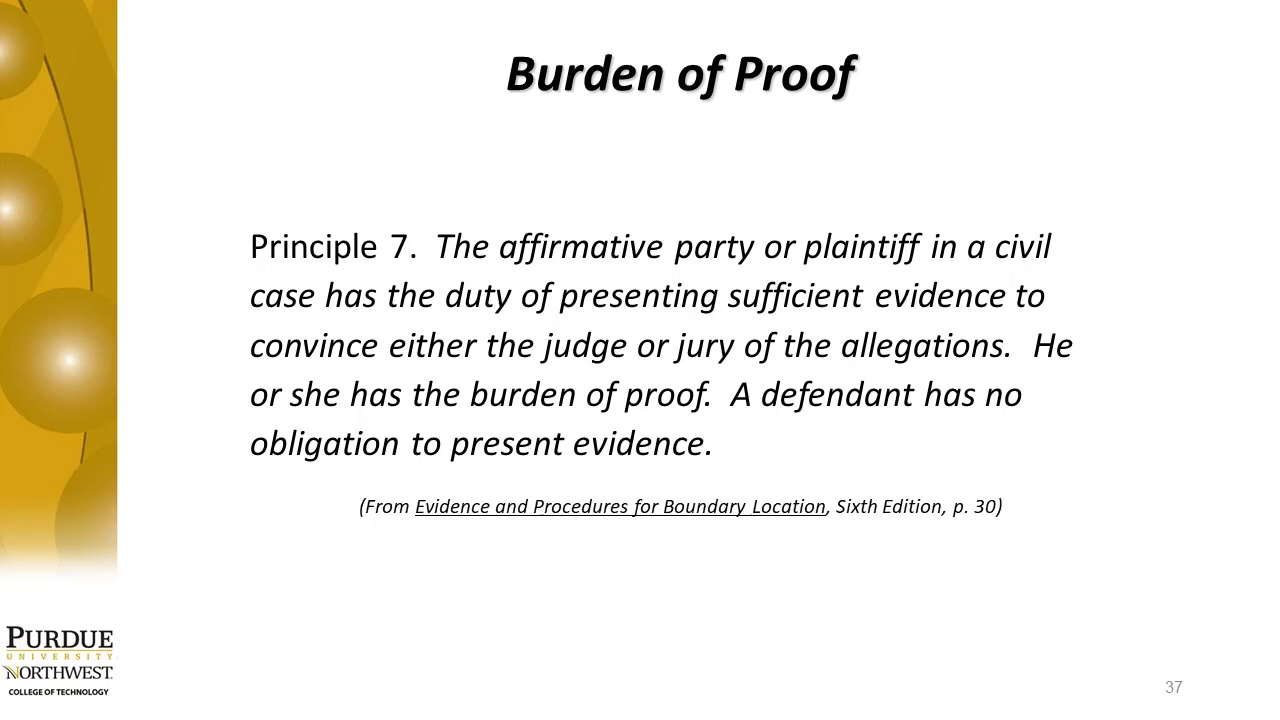 Burden of Proof
Principle 7.  The affirmative party or plaintiff in a civil
case has the duty of presenting sufficient evidence to
convince either the judge or jury of the allegations.  He
or she has the burden of proof.  A defendant has no
obligation to present evidence.
(From Evidence and Procedures for Boundary Location, Sixth Edition, p. 30)
PURDUE
UNIVERSITY
NORTHWEST
COLLEGE OF TECHNOLOGY
37